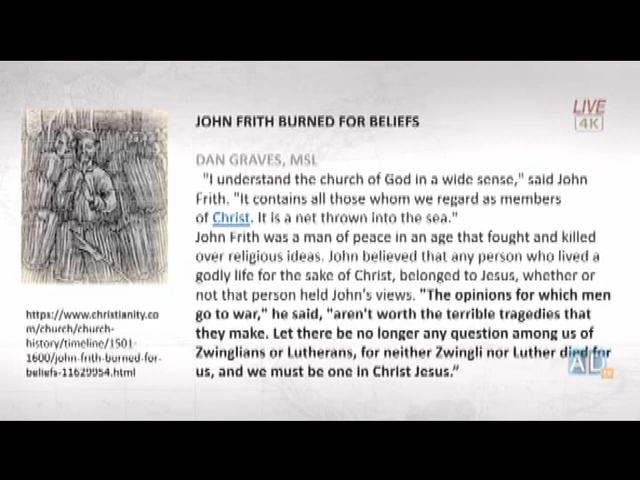 JOHN FRITH BURNED FOR BELIEFS
LIVE
4K
DAN GRAVES, MSL
"I understand the church of God in a wide sense," said John
Frith. "It contains all those whom we regard as members
of Christ. It is a net thrown into the sea."
John Frith was a man of peace in an age that fought and killed
over religious ideas. John believed that any person who lived a
godly life for the sake of Christ, belonged to Jesus, whether or
not that person held John's views. "The opinions for which men
go to war," he said, "aren't worth the terrible tragedies that
they make. Let there be no longer any question among us of
Zwinglians or Lutherans, for neither Zwingli nor Luther died for
us, and we must be one in Christ Jesus."
https://www.christianity.co
m/church/church-
history/timeline/1501-
1600/john-frith-burned-for-
beliefs-11629954.html
AD
TV